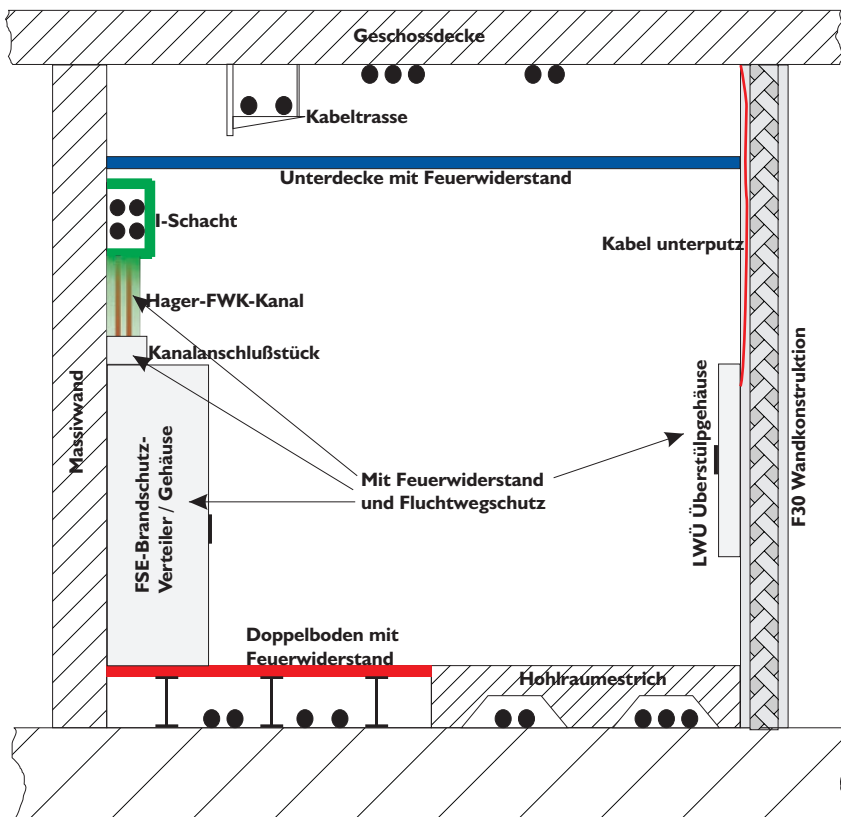 Geschossdecke
Kabeltrasse
Unterdecke mit Feuerwiderstand
I-Schacht
Kabel unterputz
Hager-FWK-Kanal
Kanalanschlußstück
Massivwand
FSE-Brandschutz-
Verteiler / Gehäuse
Mit Feuerwiderstand
und Fluchtwegschutz
LWÜ Überstülpgehäuse
F30 Wandkonstruktion
Doppelboden mit
Feuerwiderstand
Hohlraumestrich